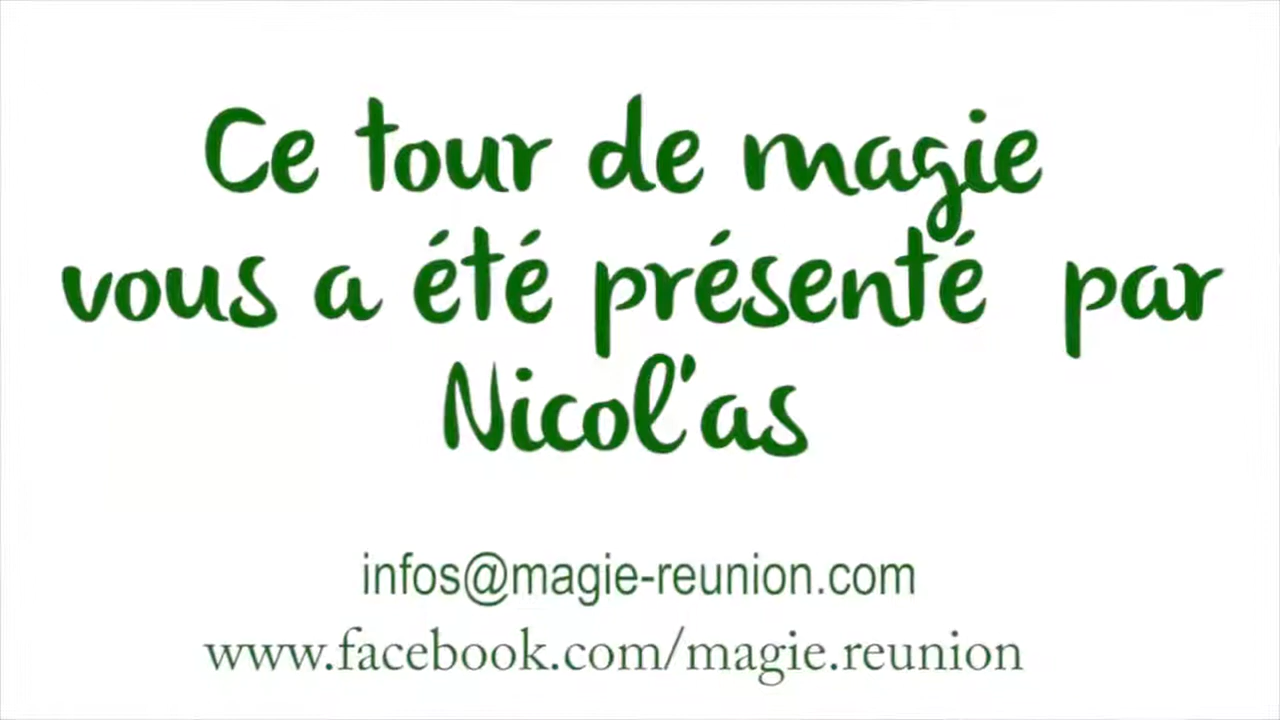 Ce tour de magie
vous a été présenté par
Nicol'as
infos@magie-reunion.com
www.facebook.com/magie.reunion